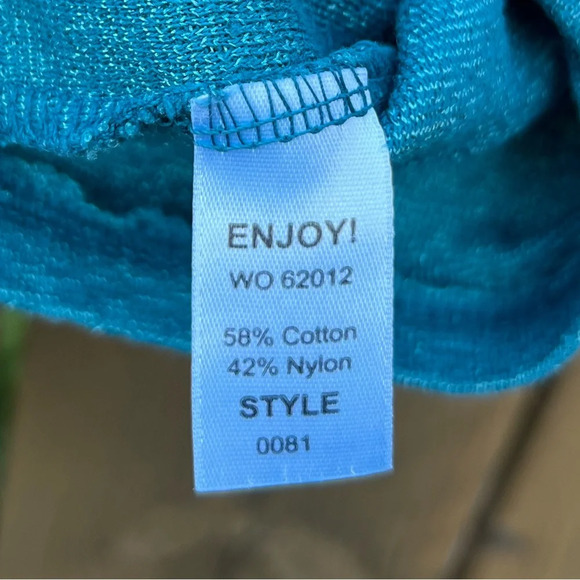 ENJOY!
WO 62012
58% Cotton
42% Nylon
STYLE
0081